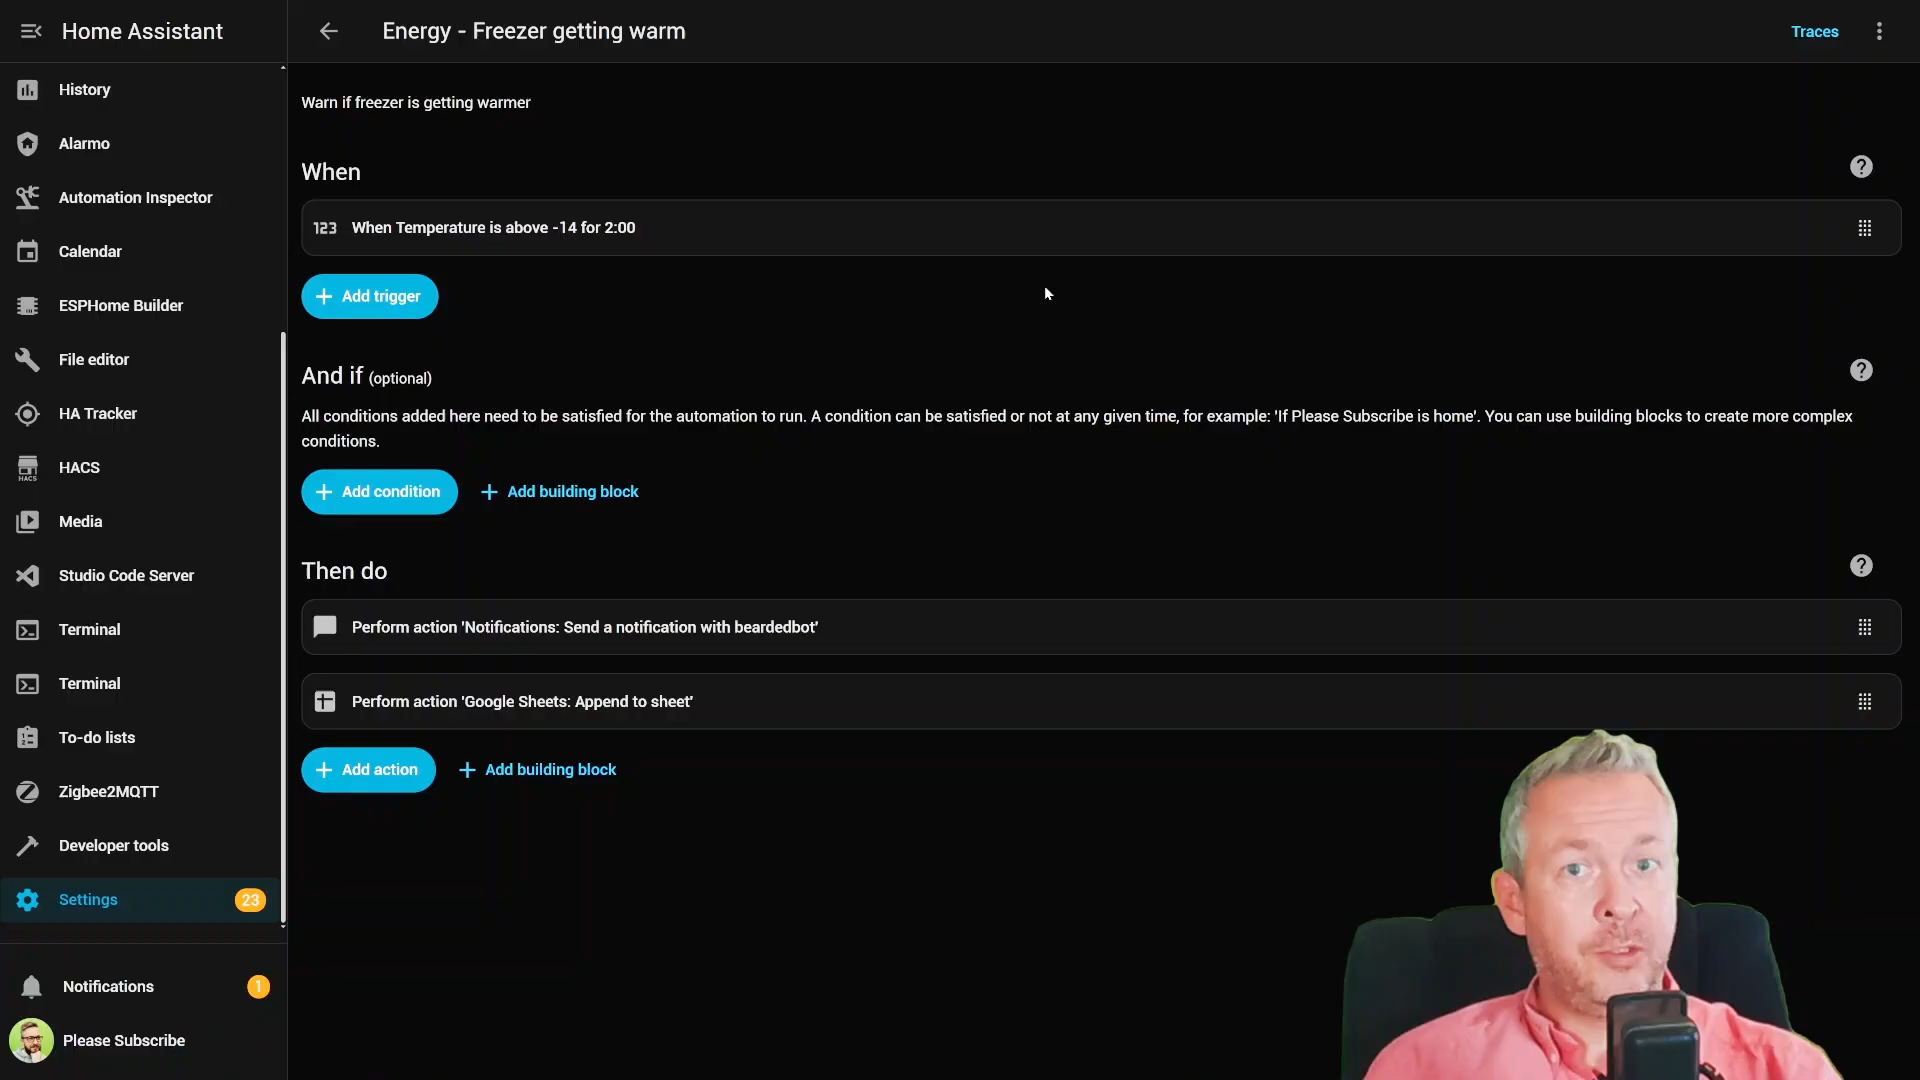 Home Assistant
Energy - Freezer getting warm
Traces
History
Alarmo
Automation Inspector
Calendar
ESPHome Builder
File editor
HA Tracker
HACS
HACS
Media
Studio Code Server
Terminal
Terminal
To-do lists
Zigbee2MQTT
Developer tools
Settings
23
Notifications
1
Please Subscribe
Warn if freezer is getting warmer
When
123 When Temperature is above -14 for 2:00
Add trigger
And if (optional)
All conditions added here need to be satisfied for the automation to run. A condition can be satisfied or not at any given time, for example: 'If Please Subscribe is home'. You can use building blocks to create more complex
conditions.
Add condition
Add building block
Then do
Perform action 'Notifications: Send a notification with beardedbot'
Perform action 'Google Sheets: Append to sheet'
Add action
Add building block